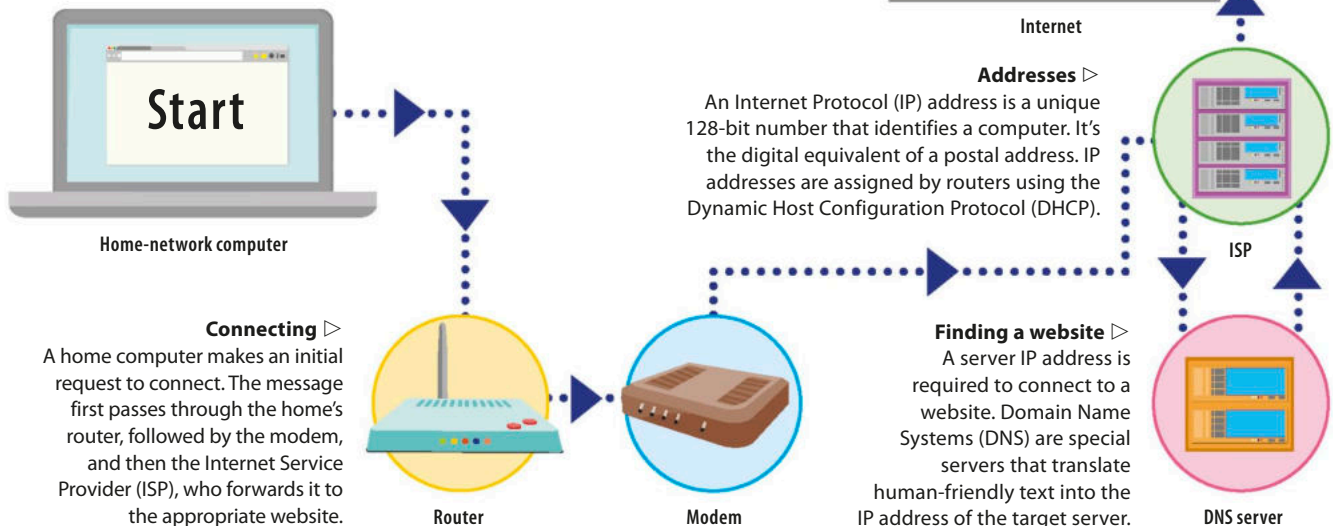 Start
Home-network computer
Internet
Addresses ▷
An Internet Protocol (IP) address is a unique
128-bit number that identifies a computer. It’s
the digital equivalent of a postal address. IP
addresses are assigned by routers using the
Dynamic Host Configuration Protocol (DHCP).
ISP
Connecting ▷
A home computer makes an initial
request to connect. The message
first passes through the home’s
router, followed by the modem,
and then the Internet Service
Provider (ISP), who forwards it to
the appropriate website.
Router
Modem
Finding a website ▷
A server IP address is
required to connect to a
website. Domain Name
Systems (DNS) are special
servers that translate
human-friendly text into the
IP address of the target server.
DNS server